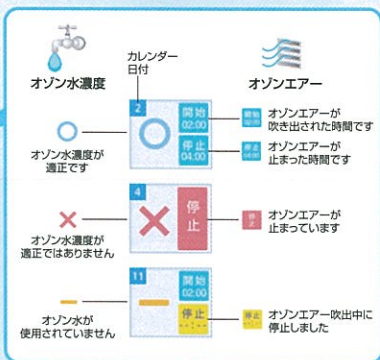 オゾン水濃度
カレンダー
日付
オゾンエアー
オゾン水濃度が
適正です
2
開始
02:00
停止
04:00
開始
02:00
オゾンエアーが
吹き出された時間です
停止
04:00
オゾンエアーが
止まった時間です
オゾン水濃度が
適正ではありません
4
停
止
停
止
オゾンエアーが
止まっています
オゾン水が
使用されていません
11
開始
02:00
停止
--:--
停止
--:--
オゾンエアー吹出中に
停止しました